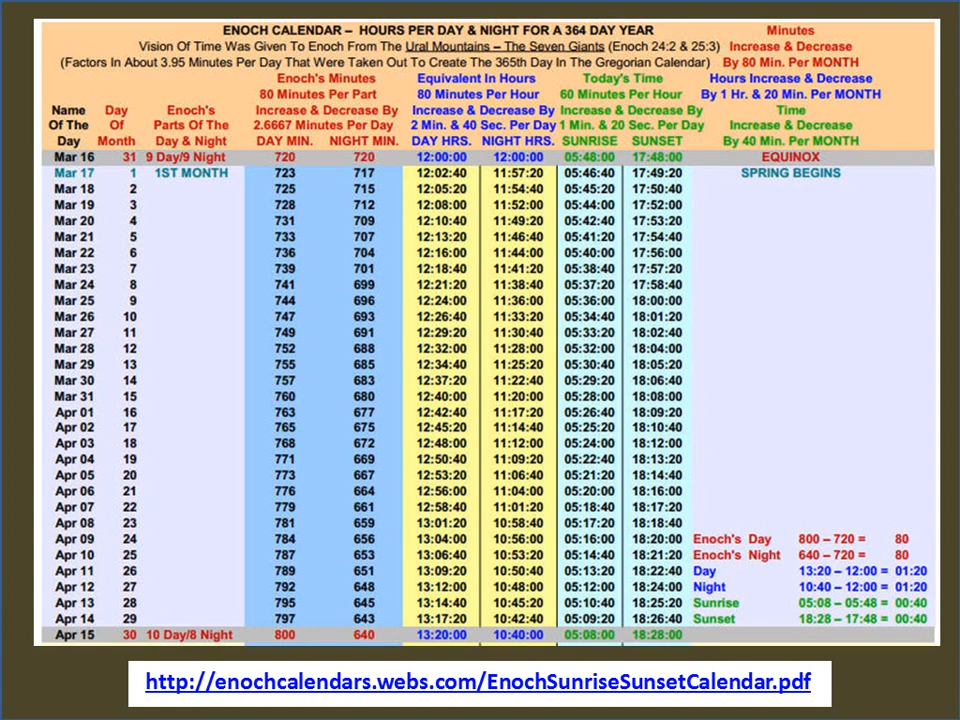 ENOCH CALENDAR – HOURS PER DAY & NIGHT FOR A 364 DAY YEAR Minutes
Vision Of Time Was Given To Enoch From The Ural Mountains – The Seven Giants (Enoch 24:2 & 25:3) Increase & Decrease
(Factors In About 3.95 Minutes Per Day That Were Taken Out To Create The 365th Day In The Gregorian Calendar) By 80 Min. Per MONTH
Enoch's Minutes Equivalent In Hours Today's Time Hours Increase & Decrease
80 Minutes Per Part 80 Minutes Per Hour 60 Minutes Per Hour By 1 Hr. & 20 Min. Per MONTH
Name Day Enoch's Increase & Decrease By Increase & Decrease By Increase & Decrease By Time
Of The Of Parts Of The 2.6667 Minutes Per Day 2 Min. & 40 Sec. Per Day 1 Min. & 20 Sec. Per Day Increase & Decrease
Day Month Day & Night DAY MIN. NIGHT MIN. DAY HRS. NIGHT HRS. SUNRISE SUNSET By 40 Min. Per MONTH
Mar 16 31 9 Day/9 Night 720 720 12:00:00 12:00:00 05:48:00 17:48:00 EQUINOX
Mar 17 1 1ST MONTH 723 717 12:02:40 11:57:20 05:46:40 17:49:20 SPRING BEGINS
Mar 18 2 725 715 12:05:20 11:54:40 05:45:20 17:50:40
Mar 19 3 728 712 12:08:00 11:52:00 05:44:00 17:52:00
Mar 20 4 731 709 12:10:40 11:49:20 05:42:40 17:53:20
Mar 21 5 733 707 12:13:20 11:46:40 05:41:20 17:54:40
Mar 22 6 736 704 12:16:00 11:44:00 05:40:00 17:56:00
Mar 23 7 739 701 12:18:40 11:41:20 05:38:40 17:57:20
Mar 24 8 741 699 12:21:20 11:38:40 05:37:20 17:58:40
Mar 25 9 744 696 12:24:00 11:36:00 05:36:00 18:00:00
Mar 26 10 747 693 12:26:40 11:33:20 05:34:40 18:01:20
Mar 27 11 749 691 12:29:20 11:30:40 05:33:20 18:02:40
Mar 28 12 752 688 12:32:00 11:28:00 05:32:00 18:04:00
Mar 29 13 755 685 12:34:40 11:25:20 05:30:40 18:05:20
Mar 30 14 757 683 12:37:20 11:22:40 05:29:20 18:06:40
Mar 31 15 760 680 12:40:00 11:20:00 05:28:00 18:08:00
Apr 01 16 763 677 12:42:40 11:17:20 05:26:40 18:09:20
Apr 02 17 765 675 12:45:20 11:14:40 05:25:20 18:10:40
Apr 03 18 768 672 12:48:00 11:12:00 05:24:00 18:12:00
Apr 04 19 769 671 12:50:40 11:09:20 05:22:40 18:13:20
Apr 05 20 773 667 12:53:20 11:06:40 05:21:20 18:14:40
Apr 06 21 776 664 12:56:00 11:04:00 05:20:00 18:16:00
Apr 07 22 779 661 12:58:40 11:01:20 05:18:40 18:17:20
Apr 08 23 781 659 13:01:20 10:58:40 05:17:20 18:18:40
Apr 09 24 784 656 13:04:00 10:56:00 05:16:00 18:20:00 Enoch's Day 800 – 720 = 80
Apr 10 25 787 653 13:06:40 10:53:20 05:14:40 18:21:20 Enoch's Night 640 – 720 = 80
Apr 11 26 789 651 13:09:20 10:50:40 05:13:20 18:22:40 Day 13:20 – 12:00 = 01:20
Apr 12 27 792 648 13:12:00 10:48:00 05:12:00 18:24:00 Night 10:40 – 12:00 = 01:20
Apr 13 28 795 645 13:14:40 10:45:20 05:10:40 18:25:20 Sunrise 05:08 – 05:48 = 00:40
Apr 14 29 797 643 13:17:20 10:42:40 05:09:20 18:26:40 Sunset 18:28 – 17:48 = 00:40
Apr 15 30 10 Day/8 Night 800 640 13:20:00 10:40:00 05:08:00 18:28:00
http://enochcalendars.webs.com/EnochSunriseSunsetCalendar.pdf